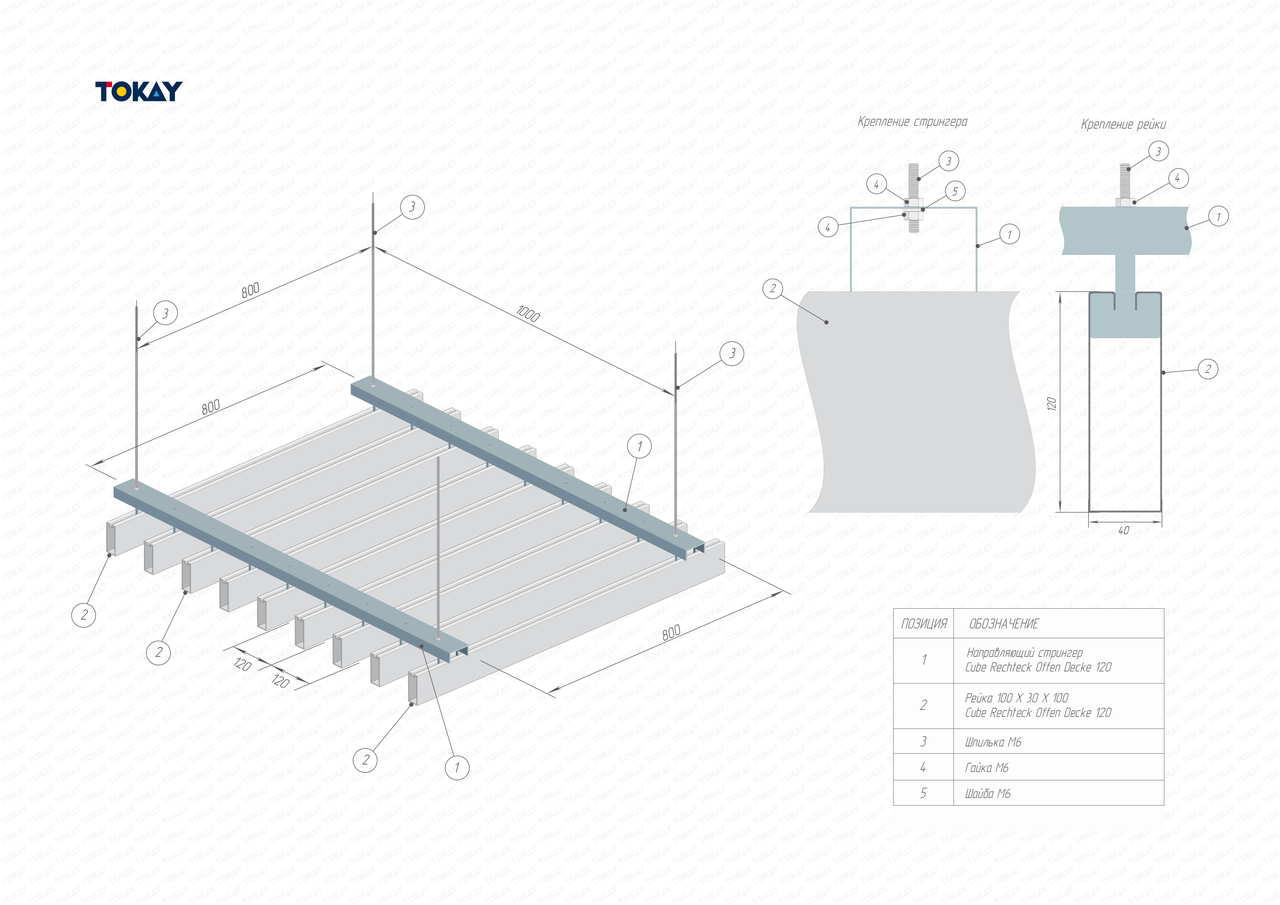 TOKAY
Крепление стрингера
Крепление рейки
3
4
5
4
1
2
3
4
1
2
120
40
3
800
3
1000
3
800
1
800
2
2
120
120
2
1
ПОЗИЦИЯ ОБОЗНАЧЕНИЕ
1 Направляющий стрингер
Cube Rechteck Offen Decke 120
2 Рейка 100 X 30 X 100
Cube Rechteck Offen Decke 120
3 Шпилька М6
4 Гайка М6
5 Шайба М6